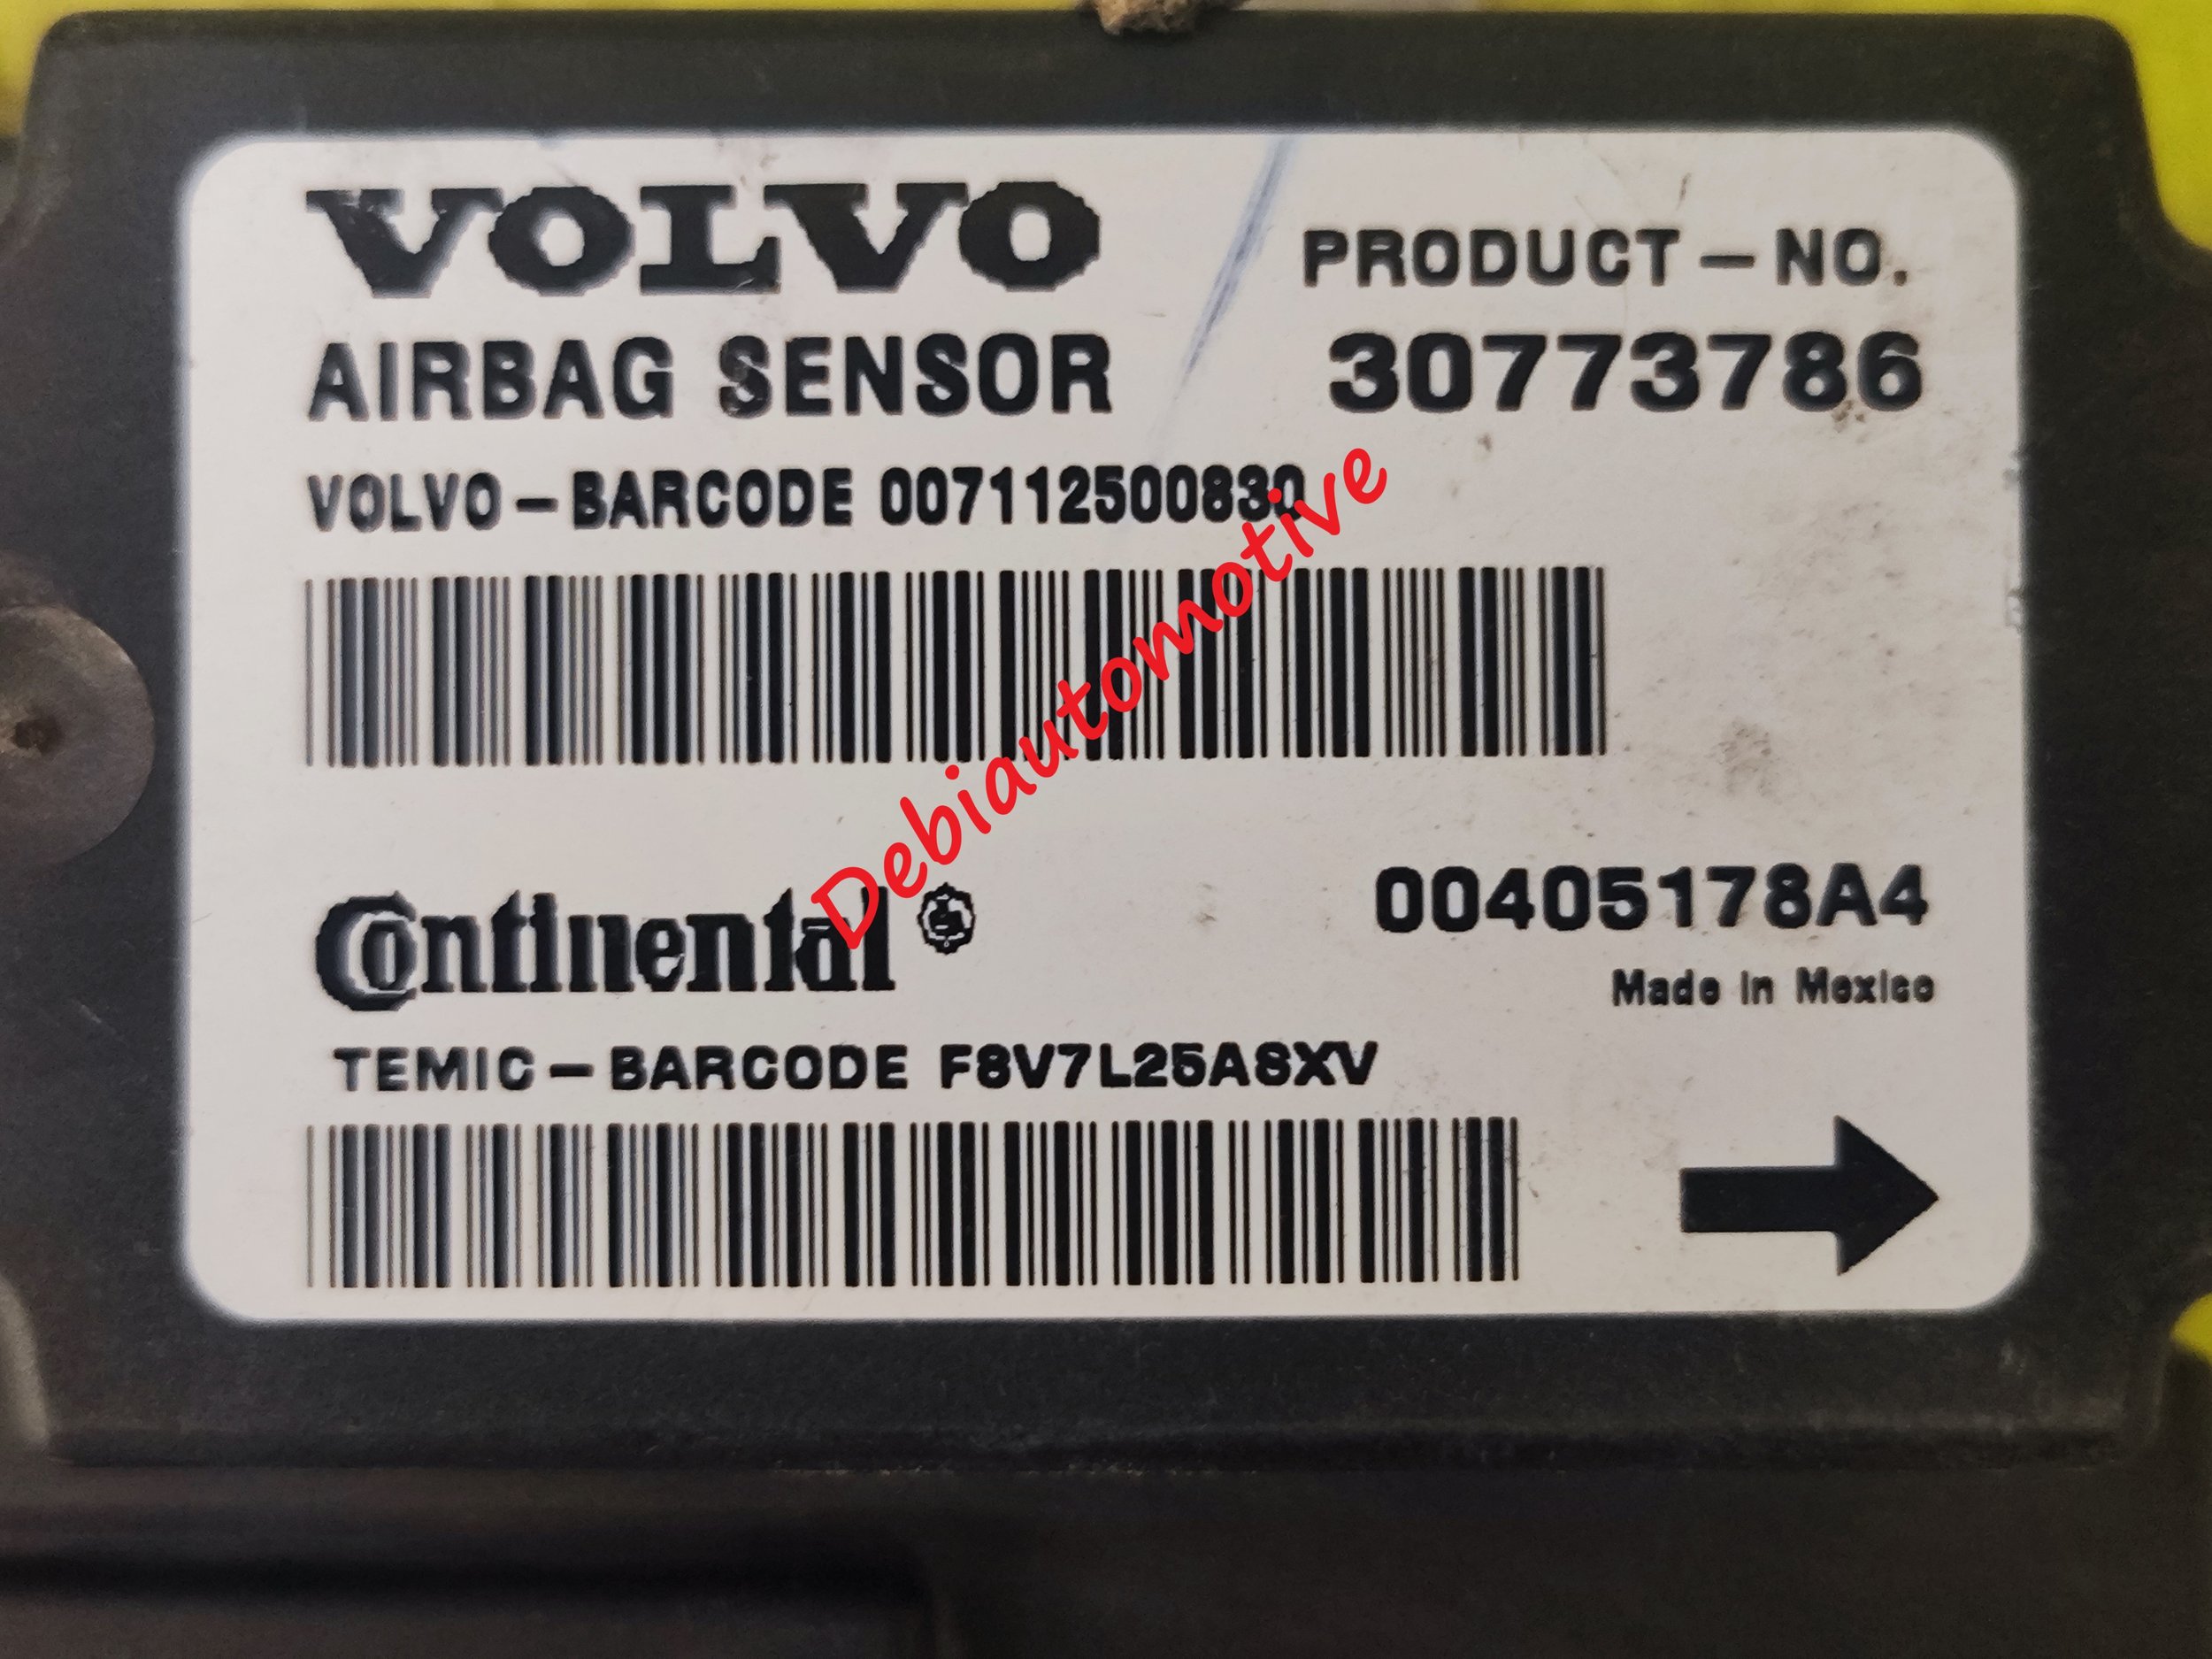 VOLVO
PRODUCT – NO.
AIRBAG SENSOR
30773786
VOLVO – BARCODE 007112500830
Debiautomotive
Continental ®
00405178A4
Made in Mexico
TEMIC – BARCODE F8V7L25A8XV